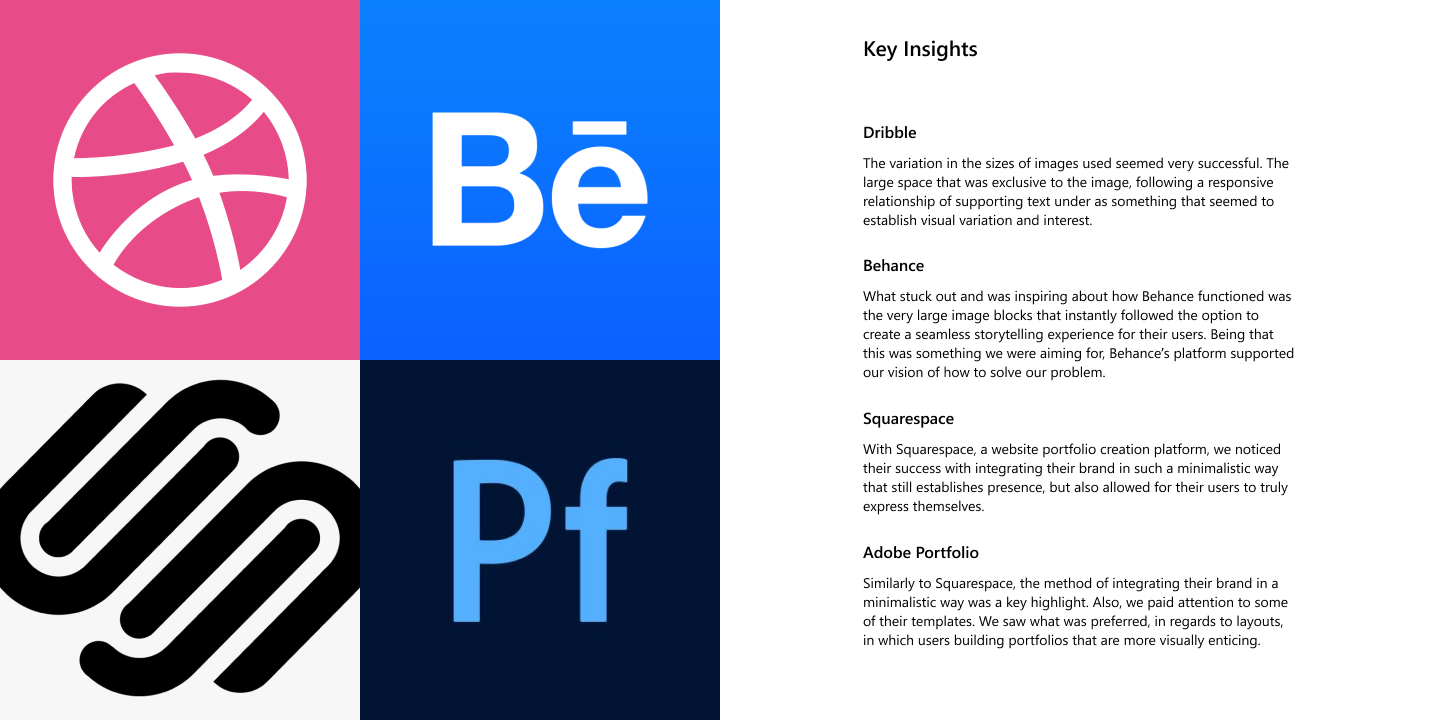 Bē
Pf
Key Insights
Dribble
The variation in the sizes of images used seemed very successful. The
large space that was exclusive to the image, following a responsive
relationship of supporting text under as something that seemed to
establish visual variation and interest.
Behance
What stuck out and was inspiring about how Behance functioned was
the very large image blocks that instantly followed the option to
create a seamless storytelling experience for their users. Being that
this was something we were aiming for, Behance's platform supported
our vision of how to solve our problem.
Squarespace
With Squarespace, a website portfolio creation platform, we noticed
their success with integrating their brand in such a minimalistic way
that still establishes presence, but also allowed for their users to truly
express themselves.
Adobe Portfolio
Similarly to Squarespace, the method of integrating their brand in a
minimalistic way was a key highlight. Also, we paid attention to some
of their templates. We saw what was preferred, in regards to layouts,
in which users building portfolios that are more visually enticing.